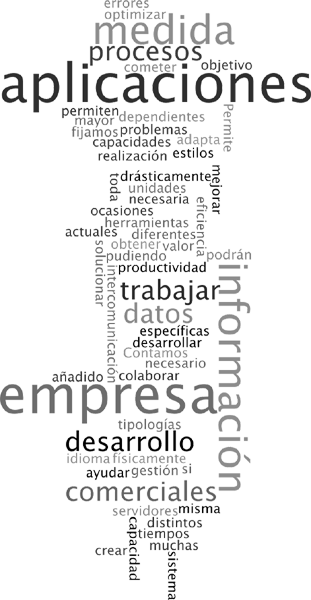 errores
optimizar
medida
procesos
cometer objetivo
aplicaciones
permiten dependientes
Permite
mayor problemas
fijamos adapta
capacidades
realización estilos
drásticamente
toda unidades mejorar
necesaria
ocasiones eficiencia
herramientas
actuales diferentes
solucionar obtener valor
intercomunicación
pudiendo podrán
productividad
información
trabajar
datos
específicas
desarrollar
Contamos
necesario
añadido colaborar
empresa
tipologías
desarrollo
idioma físicamente
ayudar gestión si
comerciales
servidores misma
capacidad distintos
tiempos
crear muchas
sistema